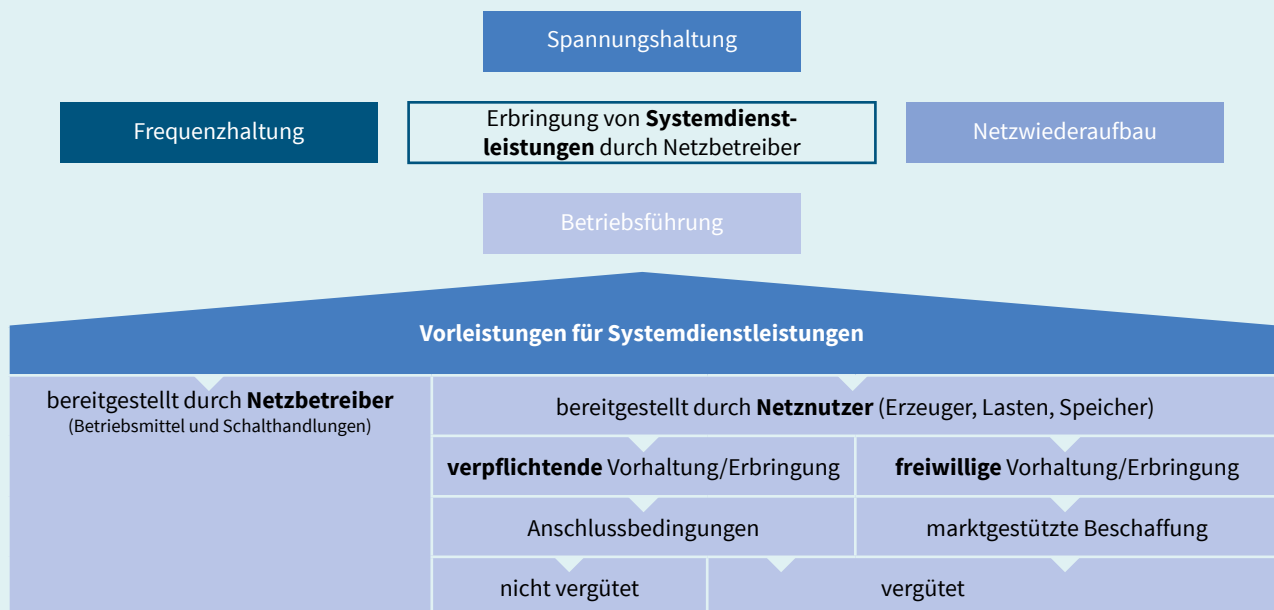 Spannungshaltung
Frequenzhaltung
Erbringung von Systemdienst-
leistungen durch Netzbetreiber
Netzwiederaufbau
Betriebsführung
Vorleistungen für Systemdienstleistungen
bereitgestellt durch Netzbetreiber
(Betriebsmittel und Schalthandlungen)
bereitgestellt durch Netznutzer (Erzeuger, Lasten, Speicher)
verpflichtende Vorhaltung/Erbringung
freiwillige Vorhaltung/Erbringung
Anschlussbedingungen
marktgestützte Beschaffung
nicht vergütet
vergütet